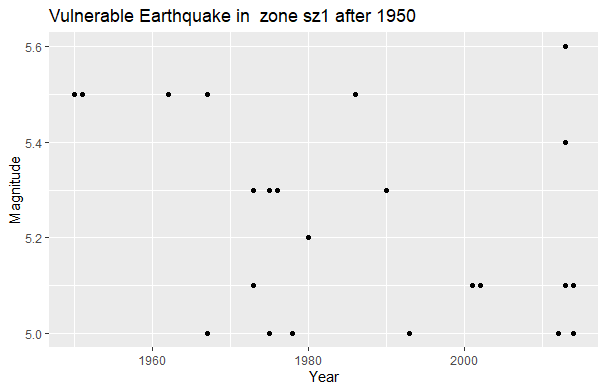 Vulnerable Earthquake in  zone sz1 after 1950
5.6
5.4
5.2
5.0
Magnitude
1960 1980 2000
Year